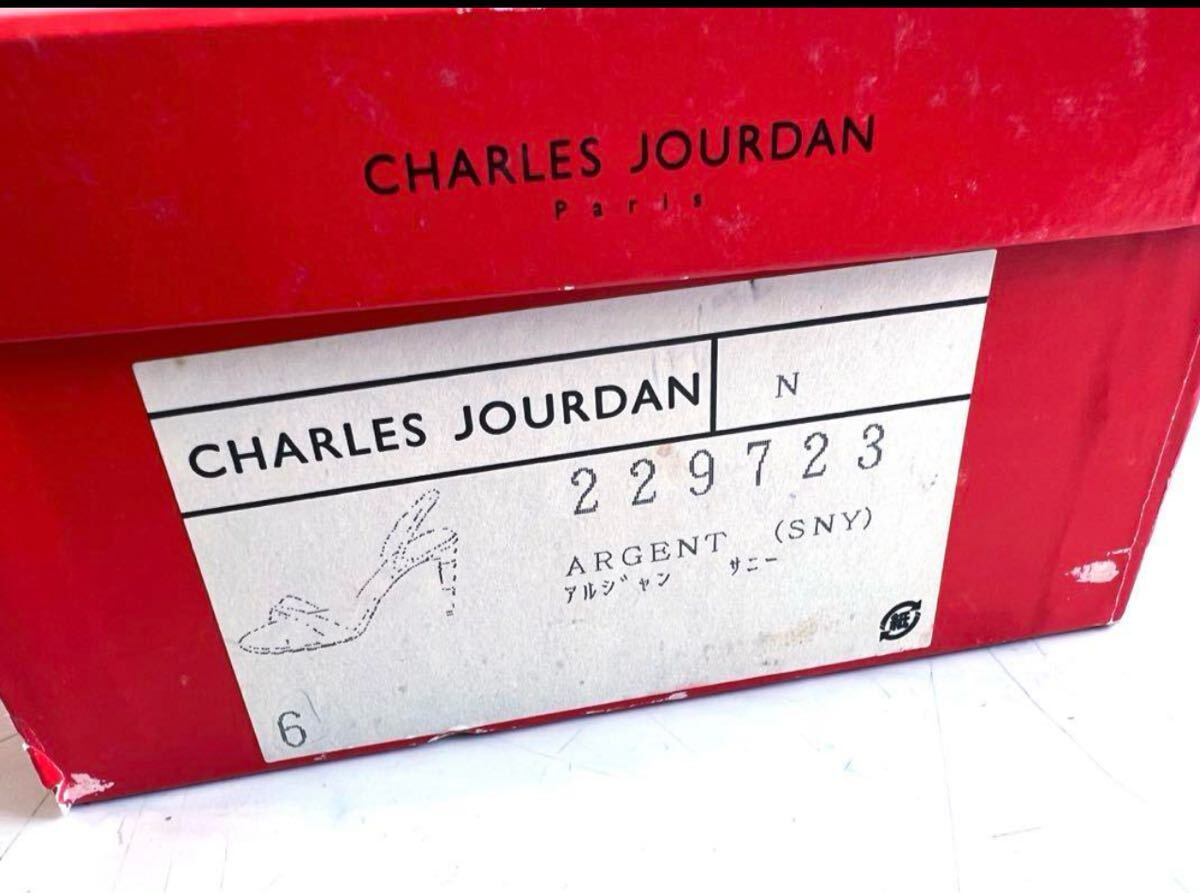 CHARLES JOURDAN
Paris
CHARLES JOURDAN N
229723
ARGENT (SNY)
アルジャン サニー
紙
6